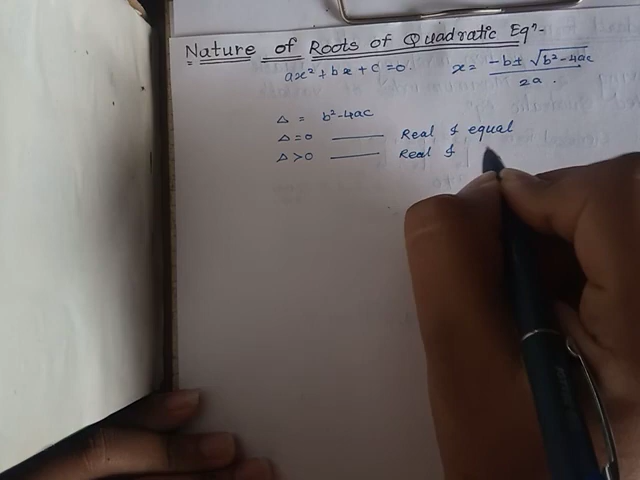 Nature of Roots of Quadratic Eqⁿ-
ax² + bx + c = 0. x = -b ± √b²-4ac / 2a.
Δ = b²-4ac
Δ = 0 —— Real & equal
Δ > 0 —— Real &